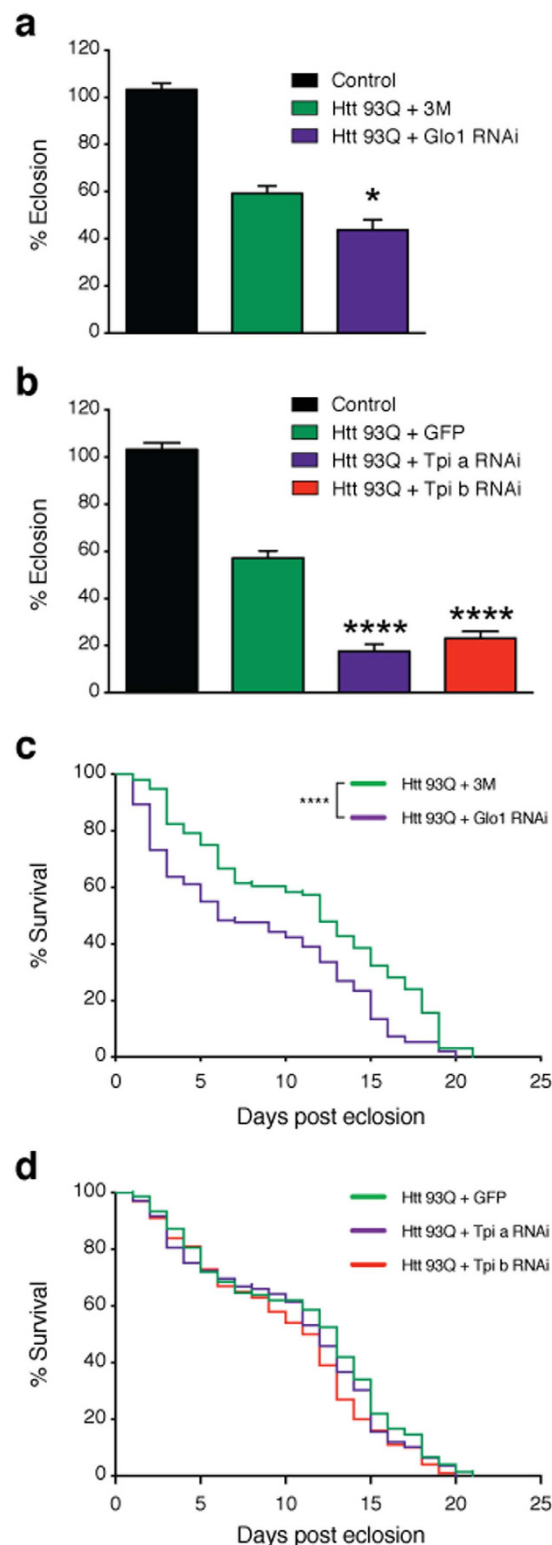 a
120
100
80
60
40
20
0
% Eclosion
Control
Htt 93Q + 3M
Htt 93Q + Glo1 RNAi
*
b
120
100
80
60
40
20
0
% Eclosion
Control
Htt 93Q + GFP
Htt 93Q + Tpi a RNAi
Htt 93Q + Tpi b RNAi
****
****
c
100
80
60
40
20
0
% Survival
Htt 93Q + 3M
****
Htt 93Q + Glo1 RNAi
0 5 10 15 20 25
Days post eclosion
d
100
80
60
40
20
0
% Survival
Htt 93Q + GFP
Htt 93Q + Tpi a RNAi
Htt 93Q + Tpi b RNAi
0 5 10 15 20 25
Days post eclosion